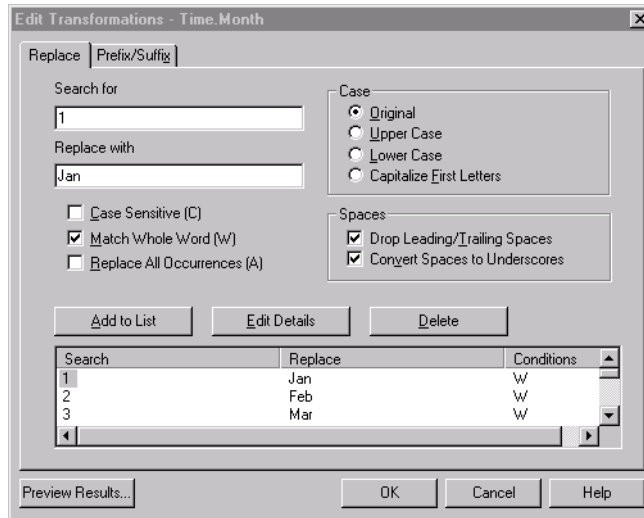 Edit Transformations - Time.Month
Replace
Prefix/Suffix
Search for
1
Replace with
Jan
Case Sensitive (C)
Match Whole Word (W)
Replace All Occurrences (A)
Case
Original
Upper Case
Lower Case
Capitalize First Letters
Spaces
Drop Leading/Trailing Spaces
Convert Spaces to Underscores
Add to List
Edit Details
Delete
Search Replace Conditions
1 Jan W
2 Feb W
3 Mar W
Preview Results...
OK
Cancel
Help